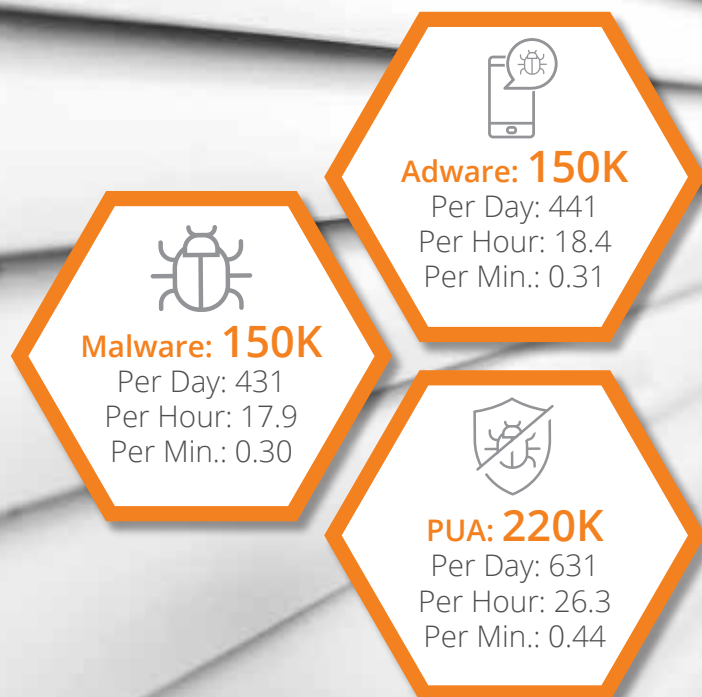 Adware: 150K
Per Day: 441
Per Hour: 18.4
Per Min.: 0.31
Malware: 150K
Per Day: 431
Per Hour: 17.9
Per Min.: 0.30
PUA: 220K
Per Day: 631
Per Hour: 26.3
Per Min.: 0.44